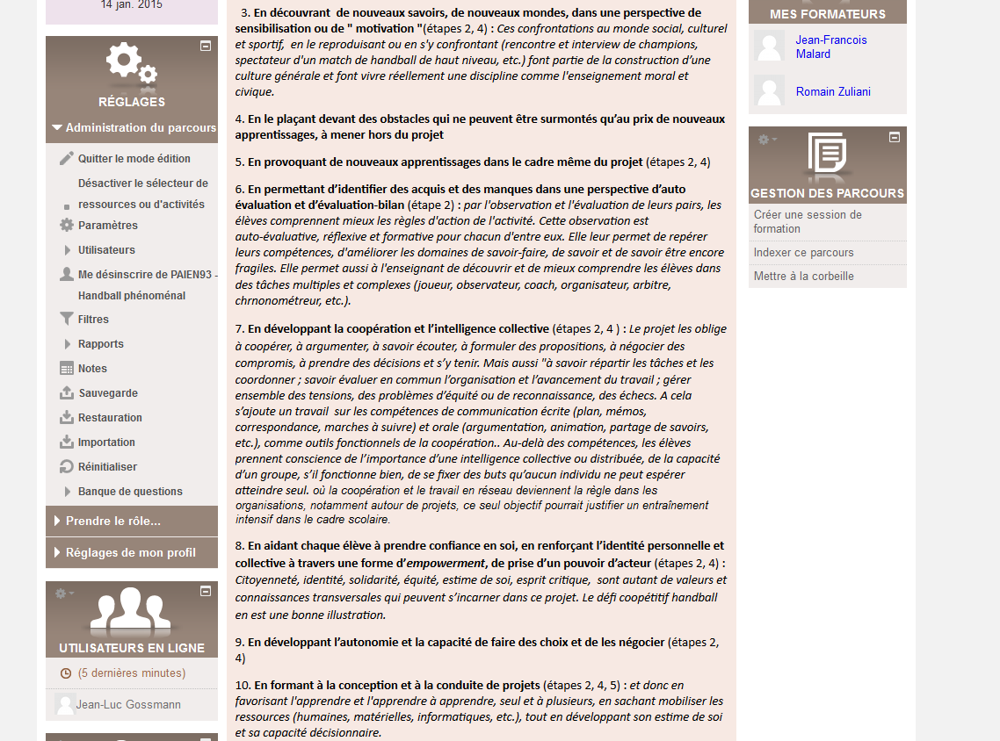 14 jan. 2015
RÉGLAGES
Administration du parcours
Quitter le mode édition
Désactiver le sélecteur de
ressources ou d'activités
Paramètres
Utilisateurs
Me désinscrire de PAIEN93 -
Handball phénoménal
Filtres
Rapports
Notes
Sauvegarde
Restauration
Importation
Réinitialiser
Banque de questions
Prendre le rôle...
Réglages de mon profil
UTILISATEURS EN LIGNE
(5 dernières minutes)
Jean-Luc Gossmann
3. En découvrant  de nouveaux savoirs, de nouveaux mondes, dans une perspective de
sensibilisation ou de " motivation "(étapes 2, 4) : Ces confrontations au monde social, culturel
et sportif,  en le reproduisant ou en s'y confrontant (rencontre et interview de champions,
spectateur d'un match de handball de haut niveau, etc.) font partie de la construction d’une
culture générale et font vivre réellement une discipline comme l'enseignement moral et
civique.
4. En le plaçant devant des obstacles qui ne peuvent être surmontés qu’au prix de nouveaux
apprentissages, à mener hors du projet
5. En provoquant de nouveaux apprentissages dans le cadre même du projet (étapes 2, 4)
6. En permettant d’identifier des acquis et des manques dans une perspective d’auto
évaluation et d’évaluation-bilan (étape 2) : par l'observation et l'évaluation de leurs pairs, les
élèves comprennent mieux les règles d'action de l'activité. Cette observation est
auto-évaluative, réflexive et formative pour chacun d'entre eux. Elle leur permet de repérer
leurs compétences, d'améliorer les domaines de savoir-faire, de savoir et de savoir être encore
fragiles. Elle permet aussi à l'enseignant de découvrir et de mieux comprendre les élèves dans
des tâches multiples et complexes (joueur, observateur, coach, organisateur, arbitre,
chrnonométreur, etc.).
7. En développant la coopération et l’intelligence collective (étapes 2, 4 ) : Le projet les oblige
à coopérer, à argumenter, à savoir écouter, à formuler des propositions, à négocier des
compromis, à prendre des décisions et s’y tenir. Mais aussi "à savoir répartir les tâches et les
coordonner ; savoir évaluer en commun l’organisation et l’avancement du travail ; gérer
ensemble des tensions, des problèmes d’équité ou de reconnaissance, des échecs. A cela
s’ajoute un travail  sur les compétences de communication écrite (plan, mémos,
correspondance, marches à suivre) et orale (argumentation, animation, partage de savoirs,
etc.), comme outils fonctionnels de la coopération.. Au-delà des compétences, les élèves
prennent conscience de l’importance d’une intelligence collective ou distribuée, de la capacité
d’un groupe, s’il fonctionne bien, de se fixer des buts qu’aucun individu ne peut espérer
atteindre seul. où la coopération et le travail en réseau deviennent la règle dans les
organisations, notamment autour de projets, ce seul objectif pourrait justifier un entraînement
intensif dans le cadre scolaire.
8. En aidant chaque élève à prendre confiance en soi, en renforçant l’identité personnelle et
collective à travers une forme d’empowerment, de prise d’un pouvoir d’acteur (étapes 2, 4) :
Citoyenneté, identité, solidarité, équité, estime de soi, esprit critique,  sont autant de valeurs et
connaissances transversales qui peuvent s’incarner dans ce projet. Le défi coopétitif handball
en est une bonne illustration.
9. En développant l’autonomie et la capacité de faire des choix et de les négocier (étapes 2,
4)
10. En formant à la conception et à la conduite de projets (étapes 2, 4, 5) : et donc en
favorisant l'apprendre et l'apprendre à apprendre, seul et à plusieurs, en sachant mobiliser les
ressources (humaines, matérielles, informatiques, etc.), tout en développant son estime de soi
et sa capacité décisionnaire.
MES FORMATEURS
Jean-Francois
Malard
Romain Zuliani
GESTION DES PARCOURS
Créer une session de
formation
Indexer ce parcours
Mettre à la corbeille